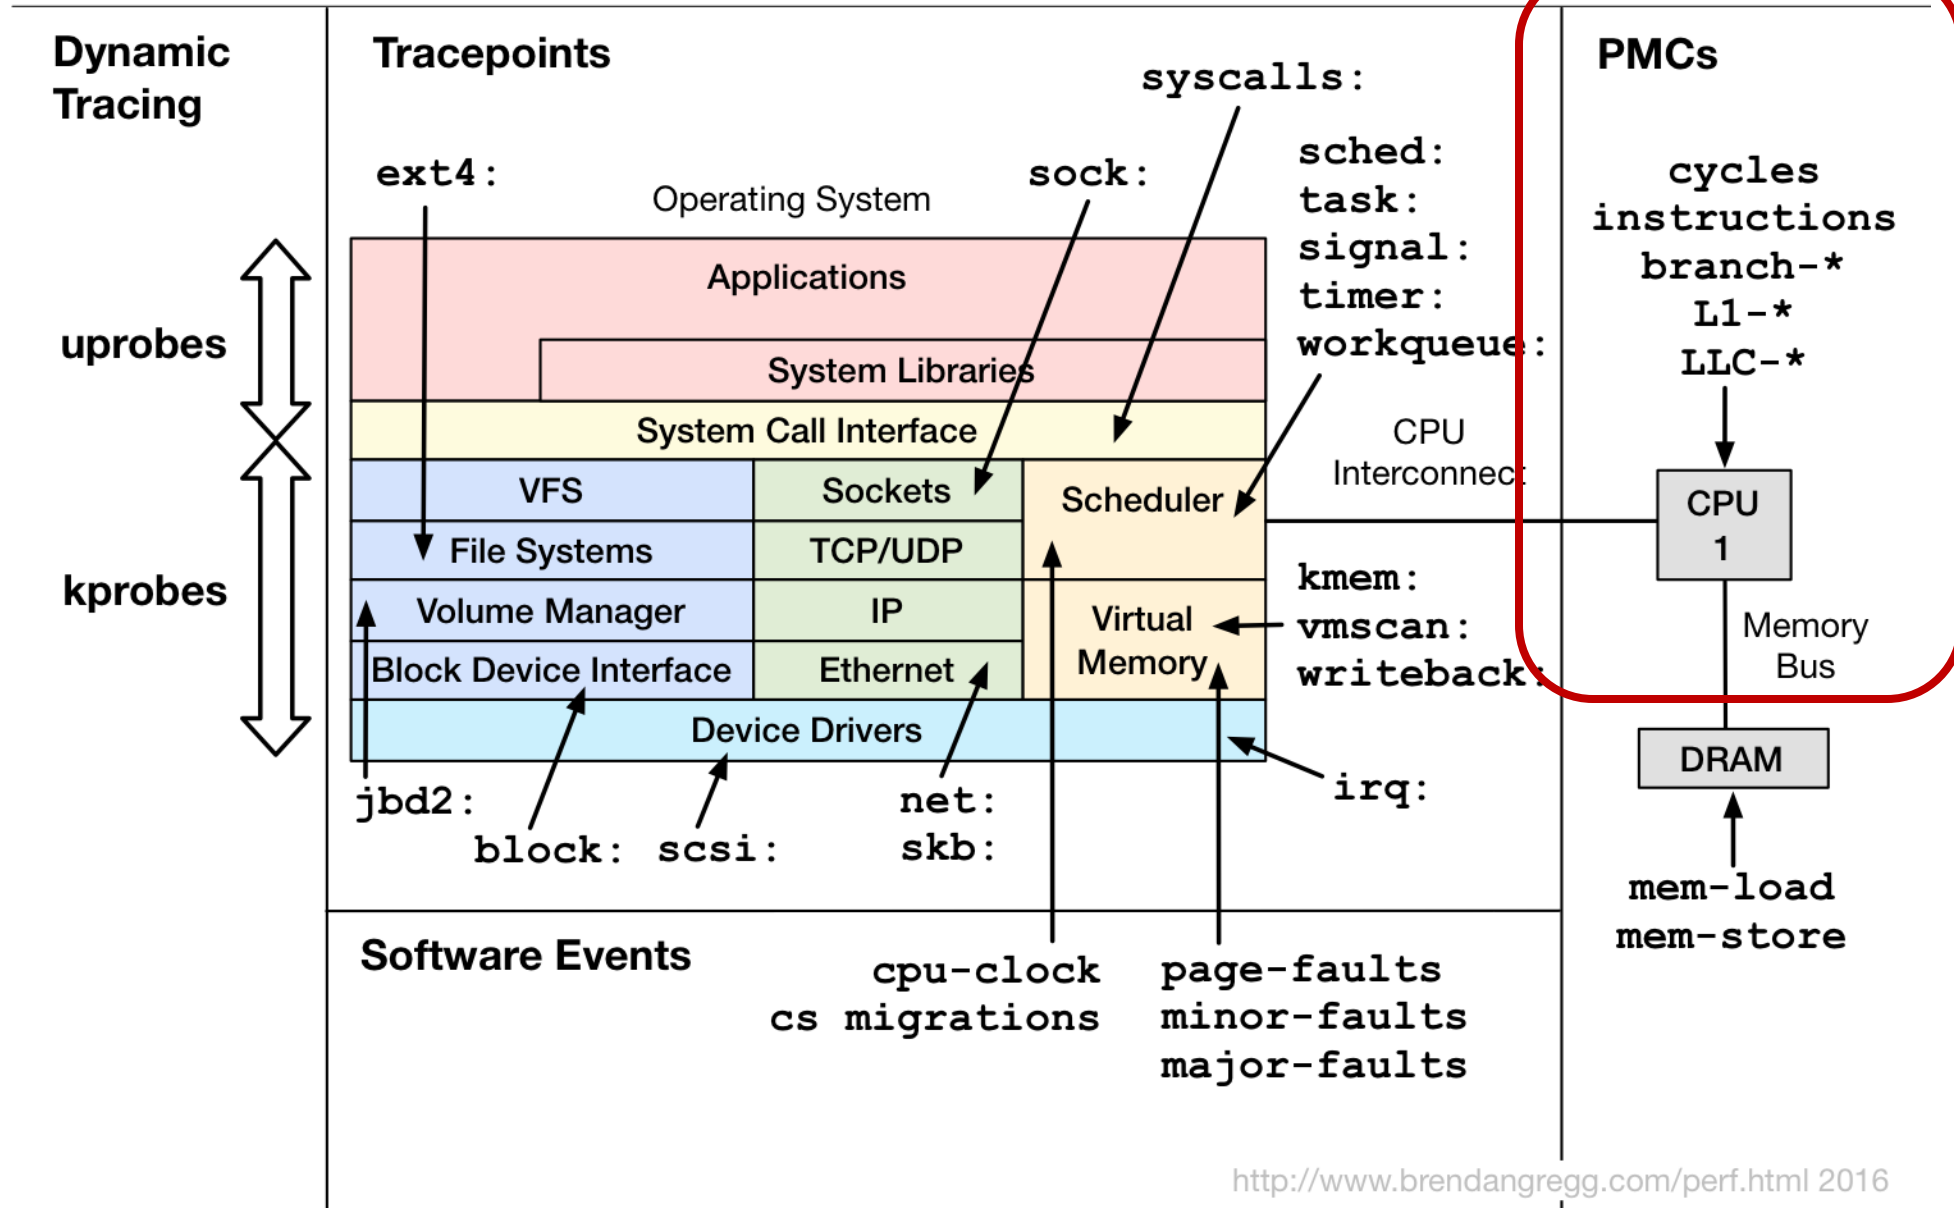 Dynamic
Tracing
Tracepoints
PMCs
syscalls:
ext4:
Operating System
sock:
sched:
task:
signal:
timer:
workqueue:
cycles
instructions
branch-*
L1-*
LLC-*
uprobes
kprobes
Applications
System Libraries
System Call Interface
VFS
Sockets
Scheduler
File Systems
TCP/UDP
Volume Manager
IP
Virtual
Memory
Block Device Interface
Ethernet
Device Drivers
CPU
Interconnect
CPU
1
kmem:
vmscan:
writeback:
Memory
Bus
DRAM
irq:
jbd2:
block:
scsi:
net:
skb:
mem-load
mem-store
Software Events
cpu-clock
cs migrations
page-faults
minor-faults
major-faults
http://www.brendangregg.com/perf.html 2016